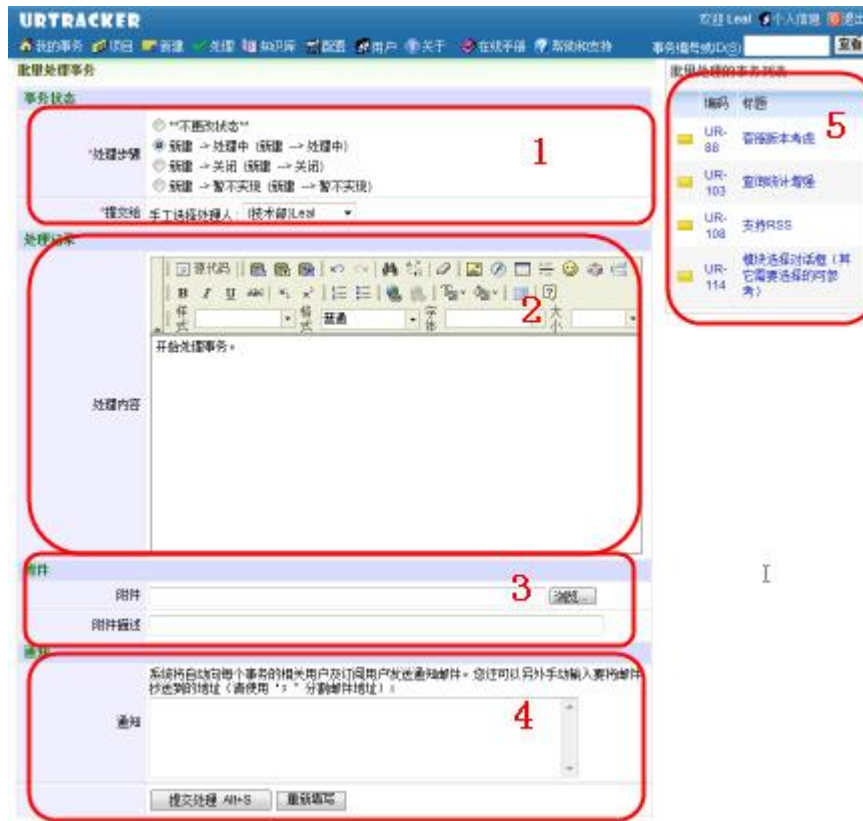 URTRACKER
欢迎 Leal 个人信息 退出
我的事务 项目 新建 处理 知识库 配置 用户 关于 在线手册 帮助和支持 事务编号或ID(S) 查看
批量处理事务
批量处理的事务列表
事务状态
编码 标题
*处理步骤
**不更改状态**
新建 -> 处理中 (新建 --> 处理中)
新建 -> 关闭 (新建 --> 关闭)
新建 -> 暂不实现 (新建 --> 暂不实现)
1
5
UR-88
UR-103 查询统计增强
UR-108 支持RSS
UR-114 模块选择对话框（其它需要选择的可参考）
*提交给 手工选择处理人： (技术部)Leal
处理记录
源代码
B I U ABC
样式 格式 普通 字体 大小
2
处理内容
开始处理事务。
附件
附件 浏览...
3
附件描述
通知
系统将自动向每个事务的相关用户及订阅用户发送通知邮件。您还可以另外手动输入要将邮件
抄送到的地址（请使用 '；' 分割邮件地址）：
通知
4
提交处理 Alt+S 重新填写